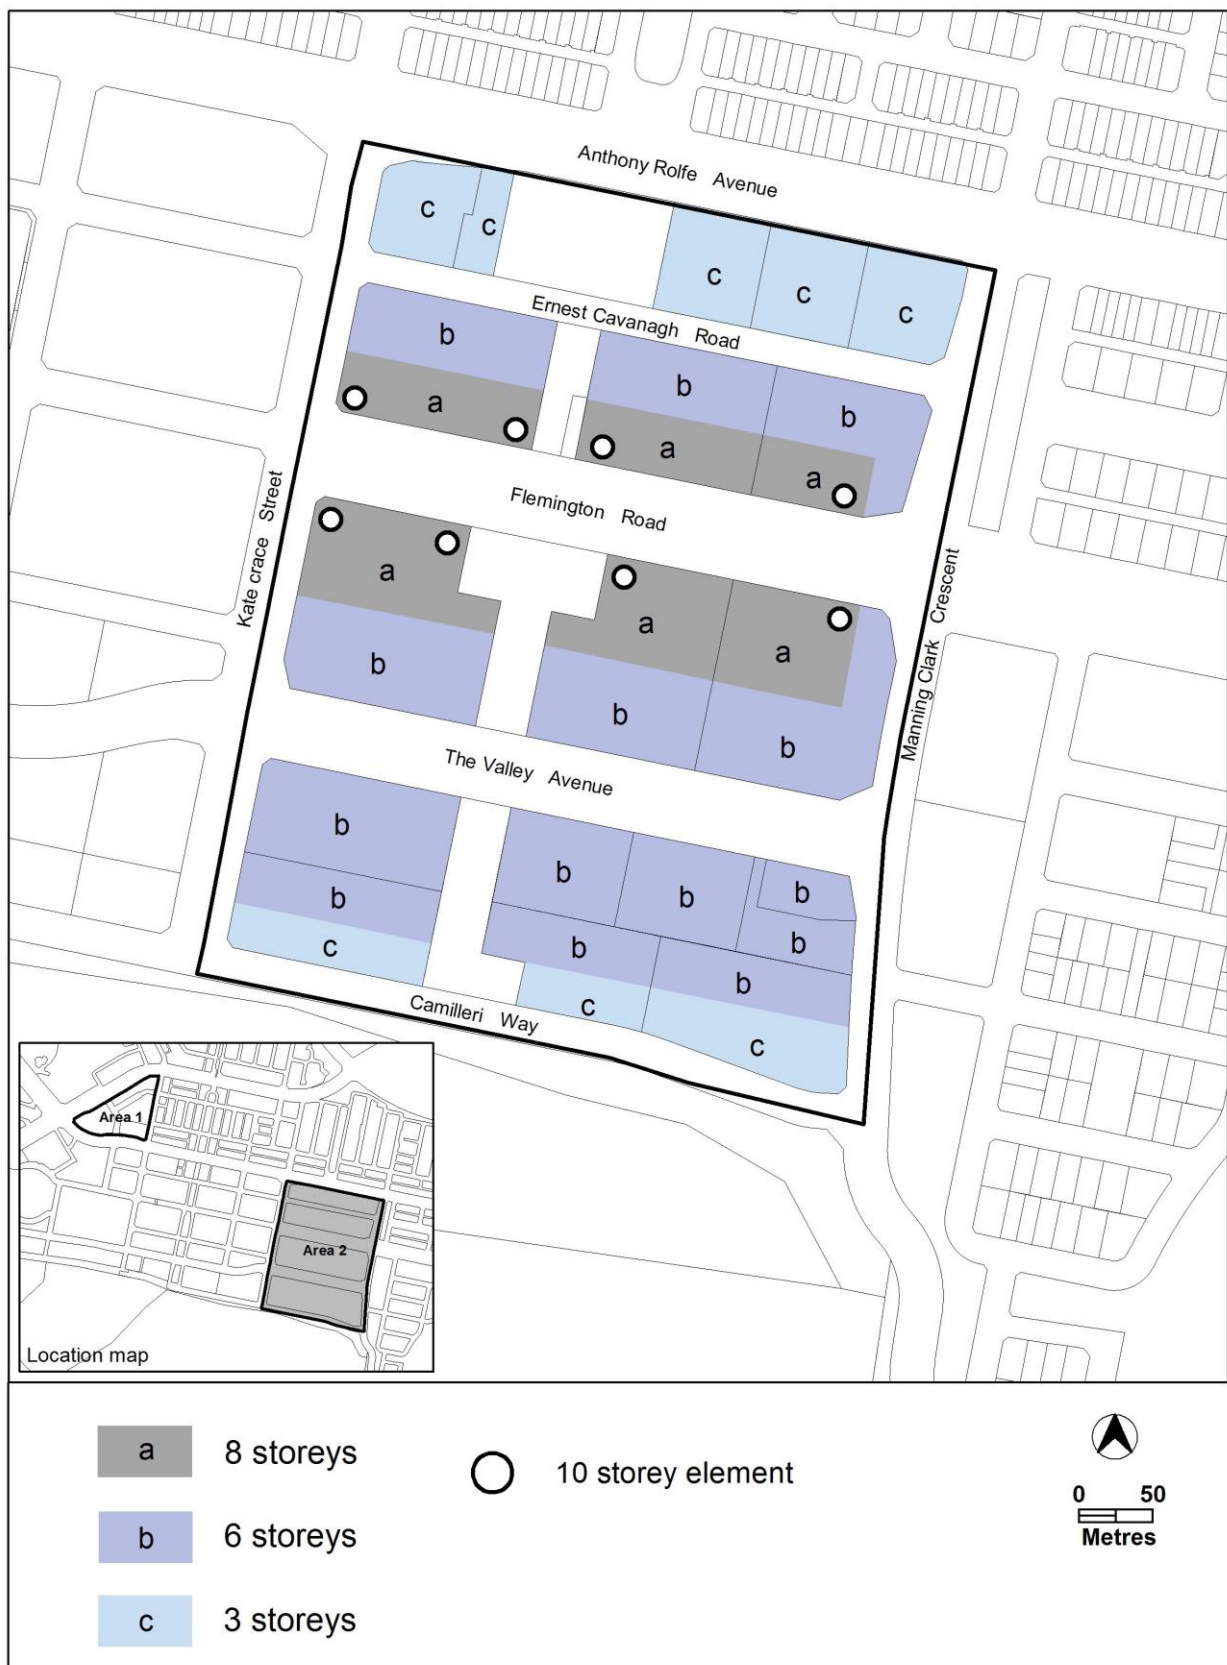 Anthony Rolfe Avenue
c
c
c
c
c
Ernest Cavanagh Road
b
b
b
a
a
a
Flemington Road
Kate crace Street
Manning Clark Crescent
a
a
a
b
b
b
The Valley Avenue
b
b
b
b
b
b
b
b
c
c
c
Camilleri Way
Area 1
Area 2
Location map
a 8 storeys
10 storey element
b 6 storeys
c 3 storeys
0 50
Metres